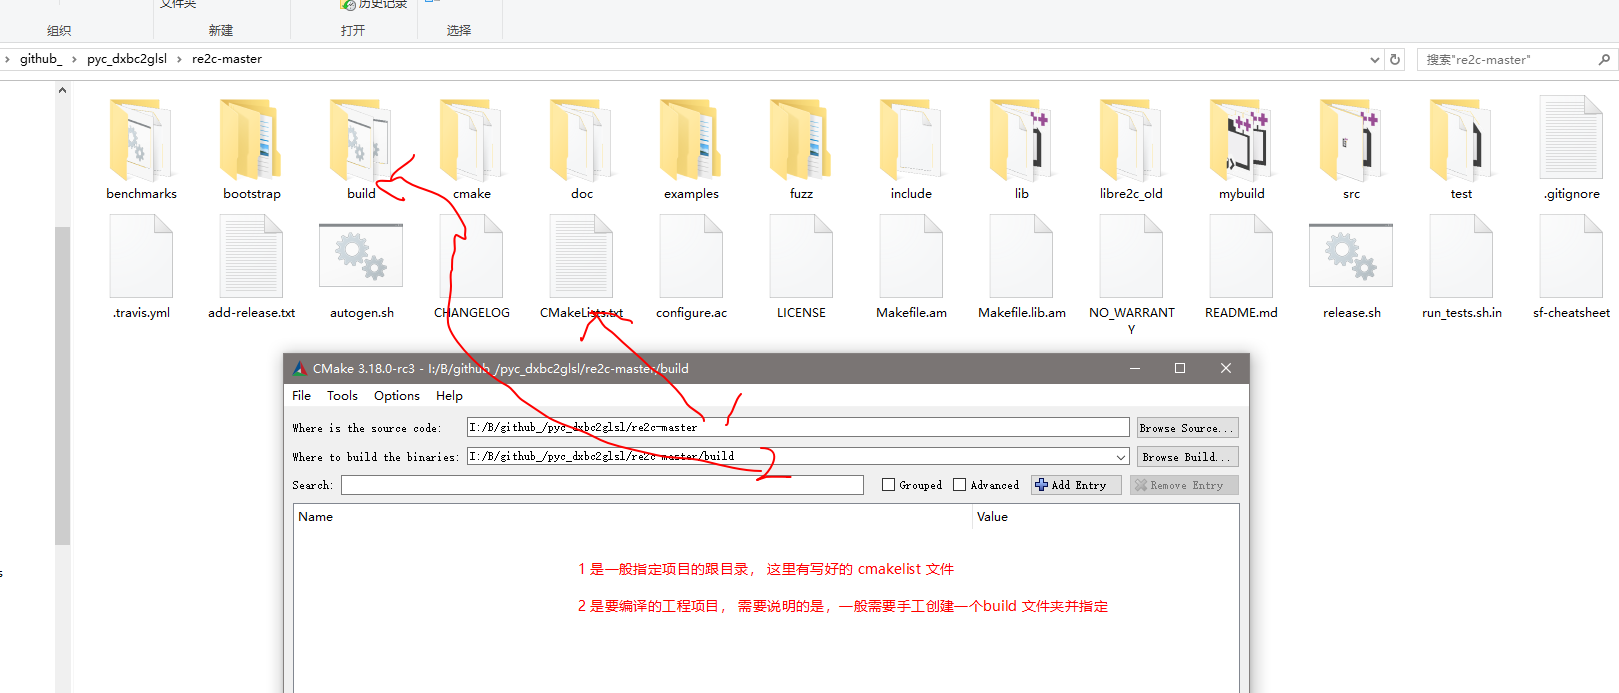 文件夹
历史记录
组织
新建
打开
选择
github_ > pyc_dxbc2glsl > re2c-master
搜索"re2c-master"
benchmarks
bootstrap
build
cmake
doc
examples
fuzz
include
lib
libre2c_old
mybuild
src
test
.gitignore
.travis.yml
add-release.txt
autogen.sh
CHANGELOG
CMakeLists.txt
configure.ac
LICENSE
Makefile.am
Makefile.lib.am
NO_WARRANT
Y
README.md
release.sh
run_tests.sh.in
sf-cheatsheet
s
CMake 3.18.0-rc3 - I:/B/github_/pyc_dxbc2glsl/re2c-master/build
File Tools Options Help
1
Where is the source code: I:/B/github_/pyc_dxbc2glsl/re2c-master Browse Source...
Where to build the binaries: I:/B/github_/pyc_dxbc2glsl/re2c-master/build Browse Build...
2
Search: Grouped Advanced Add Entry Remove Entry
Name Value
1 是一般指定项目的跟目录， 这里有写好的 cmakelist 文件
2 是要编译的工程项目， 需要说明的是，一般需要手工创建一个build 文件夹并指定